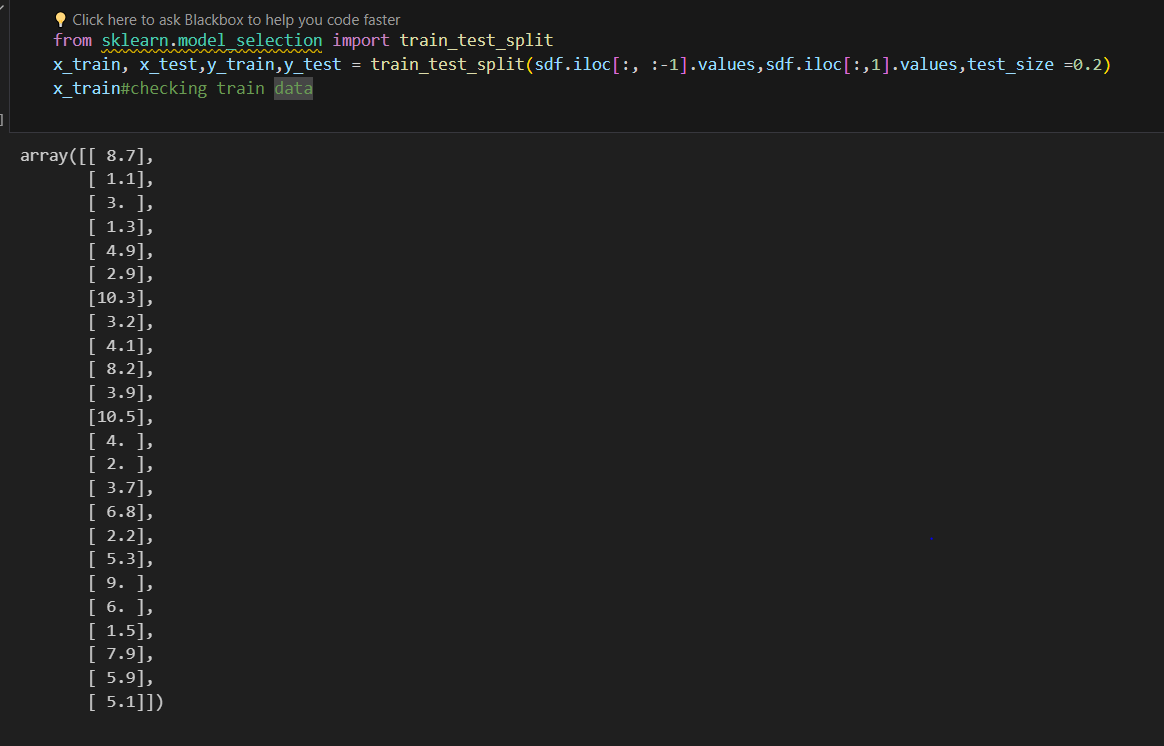 Click here to ask Blackbox to help you code faster
from sklearn.model_selection import train_test_split
x_train, x_test,y_train,y_test = train_test_split(sdf.iloc[:, :-1].values,sdf.iloc[:,1].values,test_size =0.2)
x_train#checking train data
]
array([[ 8.7],
       [ 1.1],
       [ 3. ],
       [ 1.3],
       [ 4.9],
       [ 2.9],
       [10.3],
       [ 3.2],
       [ 4.1],
       [ 8.2],
       [ 3.9],
       [10.5],
       [ 4. ],
       [ 2. ],
       [ 3.7],
       [ 6.8],
       [ 2.2],
       [ 5.3],
       [ 9. ],
       [ 6. ],
       [ 1.5],
       [ 7.9],
       [ 5.9],
       [ 5.1]])